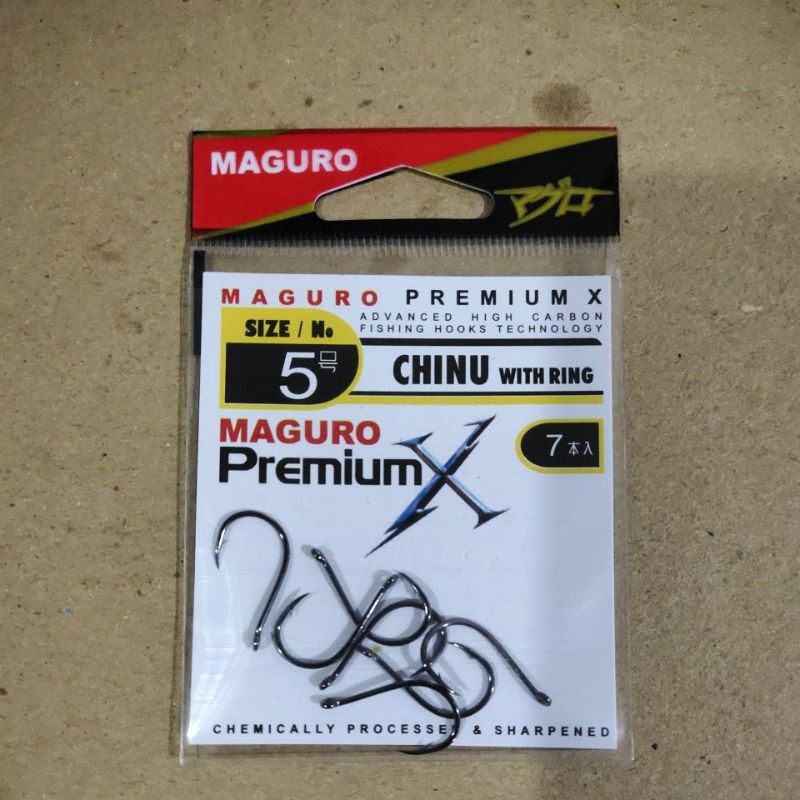 MAGURO
マグロ
MAGURO PREMIUM X
ADVANCED HIGH CARBON
FISHING HOOKS TECHNOLOGY
SIZE / No.
5号
CHINU WITH RING
MAGURO
PremiumX
7本入
CHEMICALLY PROCESSED & SHARPENED